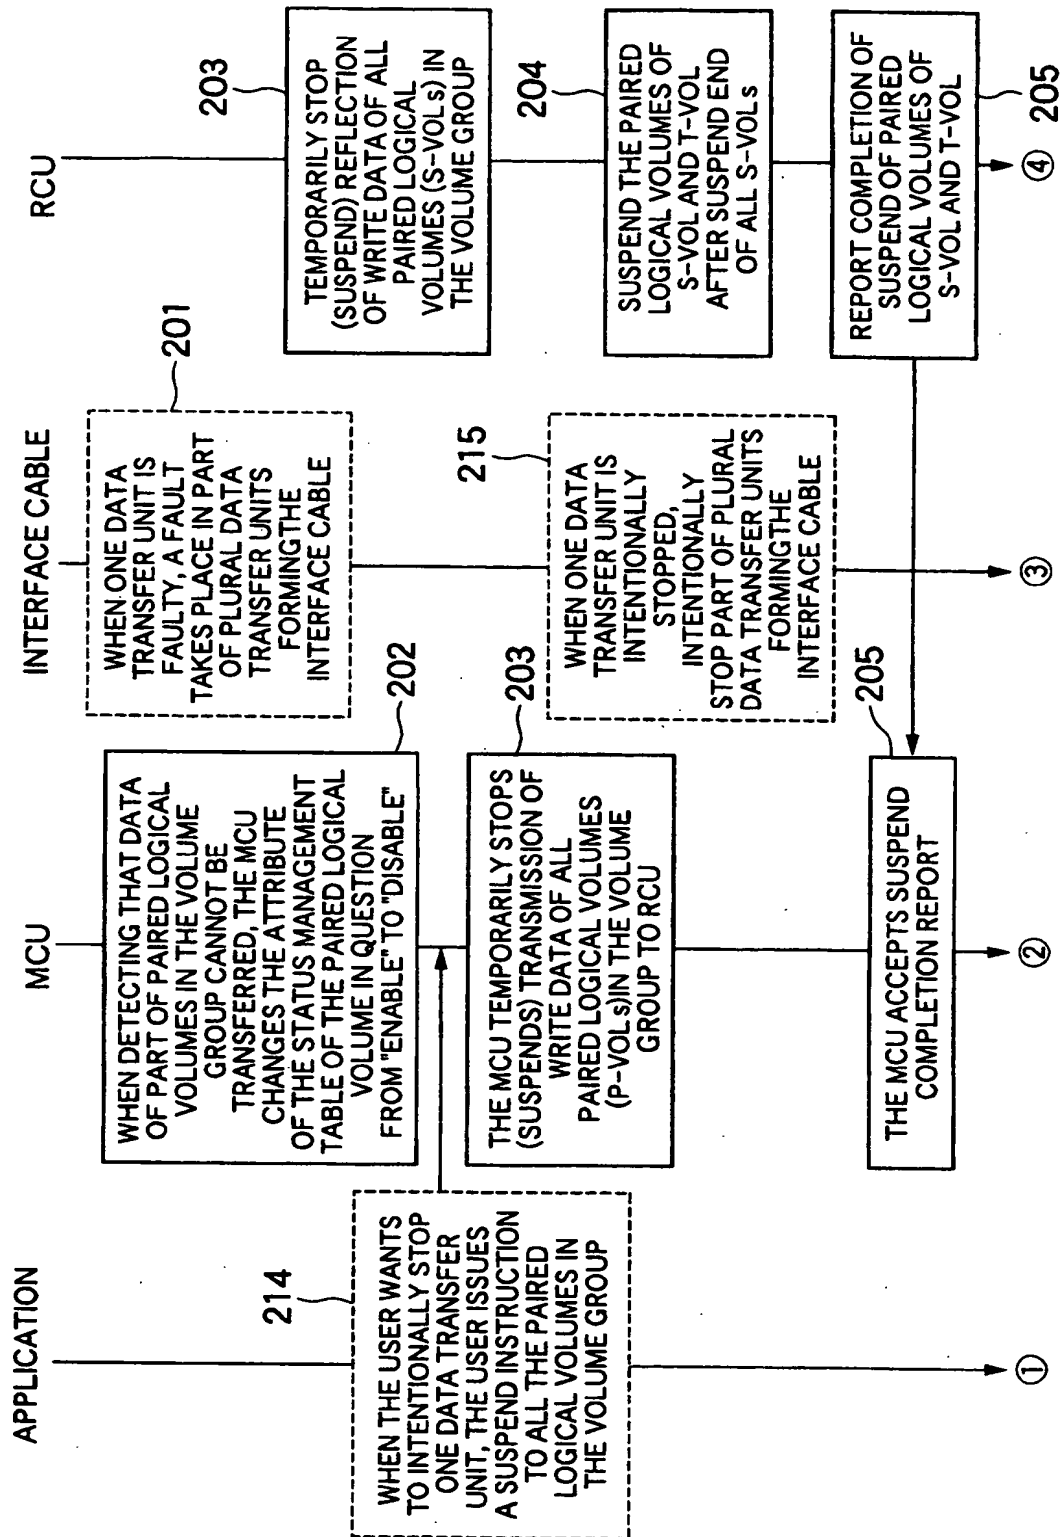 APPLICATION
214
WHEN THE USER WANTS
TO INTENTIONALLY STOP
ONE DATA TRANSFER
UNIT, THE USER ISSUES
A SUSPEND INSTRUCTION
TO ALL THE PAIRED
LOGICAL VOLUMES IN
THE VOLUME GROUP
①
MCU
WHEN DETECTING THAT DATA
OF PART OF PAIRED LOGICAL
VOLUMES IN THE VOLUME
GROUP CANNOT BE
TRANSFERRED, THE MCU
CHANGES THE ATTRIBUTE
OF THE STATUS MANAGEMENT
TABLE OF THE PAIRED LOGICAL
VOLUME IN QUESTION
FROM "ENABLE" TO "DISABLE"
202
203
THE MCU TEMPORARILY STOPS
(SUSPENDS) TRANSMISSION OF
WRITE DATA OF ALL
PAIRED LOGICAL VOLUMES
(P-VOLs)IN THE VOLUME
GROUP TO RCU
205
THE MCU ACCEPTS SUSPEND
COMPLETION REPORT
②
INTERFACE CABLE
201
WHEN ONE DATA
TRANSFER UNIT IS
FAULTY, A FAULT
TAKES PLACE IN PART
OF PLURAL DATA
TRANSFER UNITS
FORMING THE
INTERFACE CABLE
215
WHEN ONE DATA
TRANSFER UNIT IS
INTENTIONALLY
STOPPED,
INTENTIONALLY
STOP PART OF PLURAL
DATA TRANSFER UNITS
FORMINGTHE
INTERFACE CABLE
③
RCU
203
TEMPORARILY STOP
(SUSPEND) REFLECTION
OF WRITE DATA OF ALL
PAIRED LOGICAL
VOLUMES (S-VOLs) IN
THE VOLUME GROUP
204
SUSPEND THE PAIRED
LOGICAL VOLUMES OF
S-VOL AND T-VOL
AFTER SUSPEND END
OF ALL S-VOLs
REPORT COMPLETION OF
SUSPEND OF PAIRED
LOGICAL VOLUMES OF
S-VOL AND T-VOL
205
④